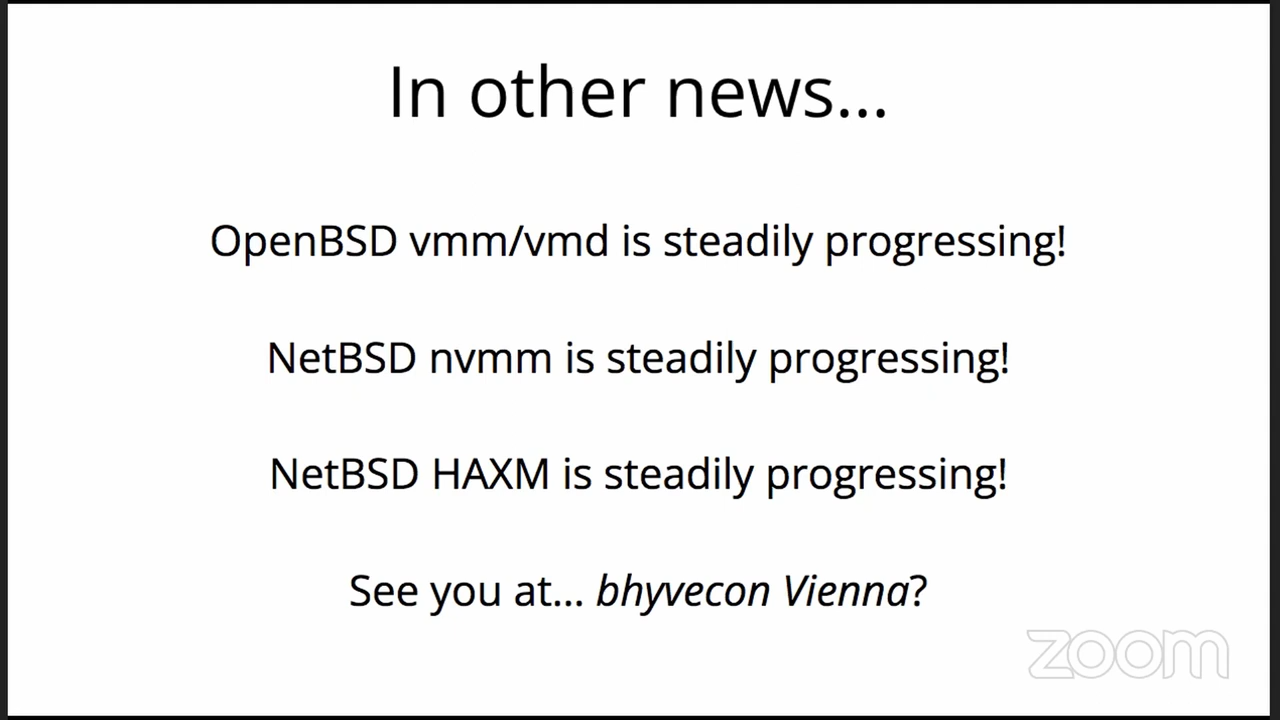 In other news...
OpenBSD vmm/vmd is steadily progressing!
NetBSD nvmm is steadily progressing!
NetBSD HAXM is steadily progressing!
See you at... bhyvecon Vienna?
zoom